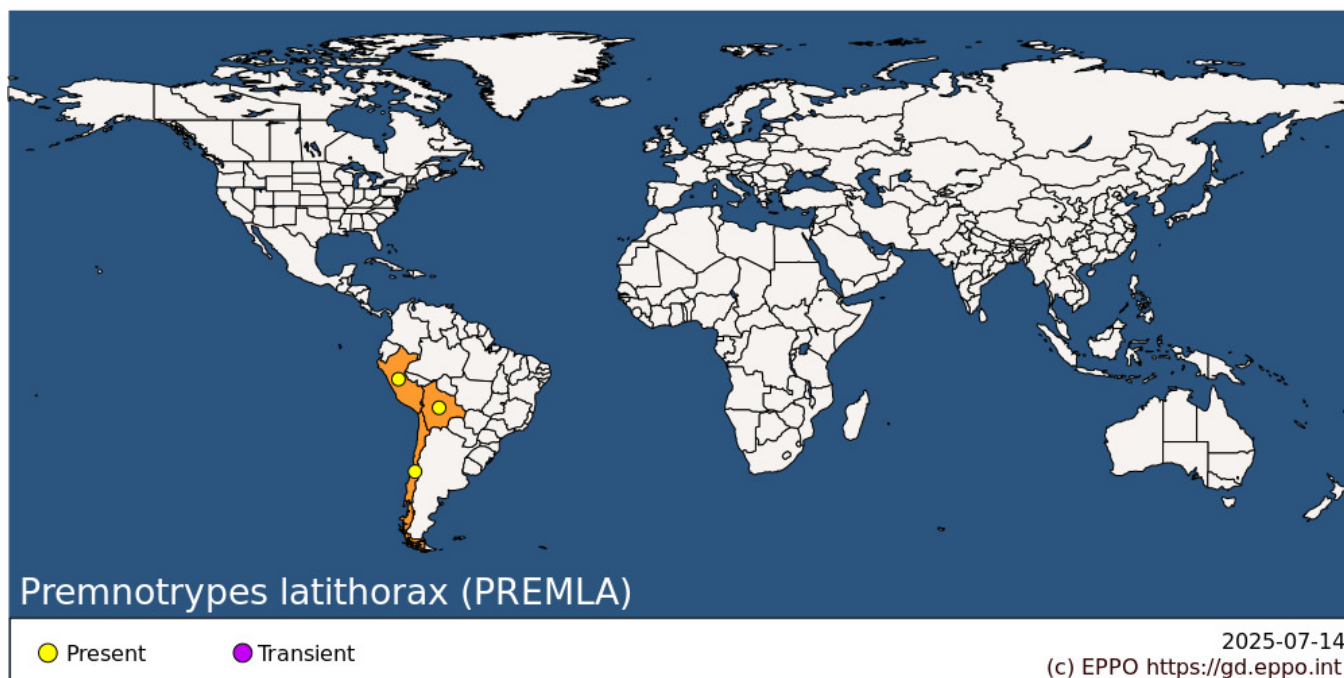 Premnotrypes latithorax (PREMLA)
Present
Transient
2025-07-14
(c) EPPO https://gd.eppo.int